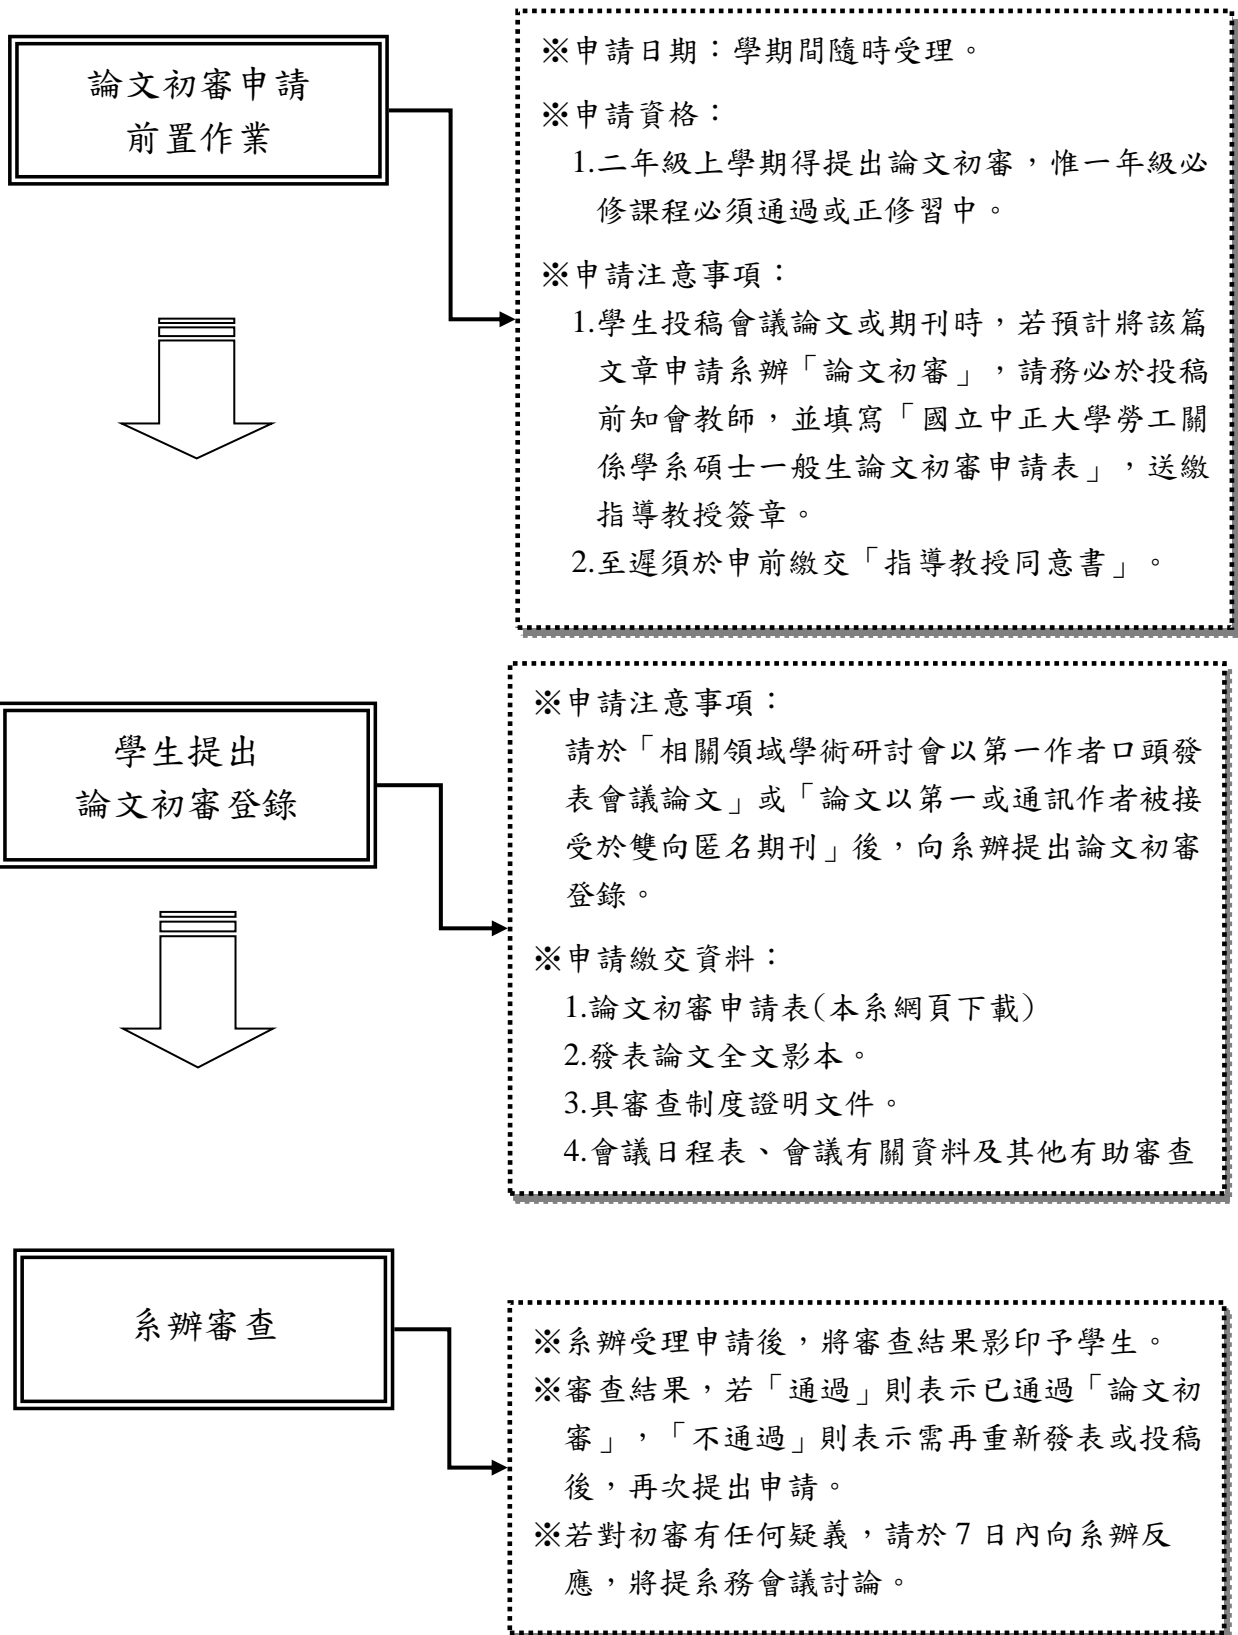 論文初審申請
前置作業
※申請日期：學期間隨時受理。
※申請資格：
1.二年級上學期得提出論文初審，惟一年級必
修課程必須通過或正修習中。
※申請注意事項：
1.學生投稿會議論文或期刊時，若預計將該篇
文章申請系辦「論文初審」，請務必於投稿
前知會教師，並填寫「國立中正大學勞工關
係學系碩士一般生論文初審申請表」，送繳
指導教授簽章。
2.至遲須於申前繳交「指導教授同意書」。
學生提出
論文初審登錄
※申請注意事項：
請於「相關領域學術研討會以第一作者口頭發
表會議論文」或「論文以第一或通訊作者被接
受於雙向匿名期刊」後，向系辦提出論文初審
登錄。
※申請繳交資料：
1.論文初審申請表(本系網頁下載)
2.發表論文全文影本。
3.具審查制度證明文件。
4.會議日程表、會議有關資料及其他有助審查
系辦審查
※系辦受理申請後，將審查結果影印予學生。
※審查結果，若「通過」則表示已通過「論文初
審」，「不通過」則表示需再重新發表或投稿
後，再次提出申請。
※若對初審有任何疑義，請於 7 日內向系辦反
應，將提系務會議討論。